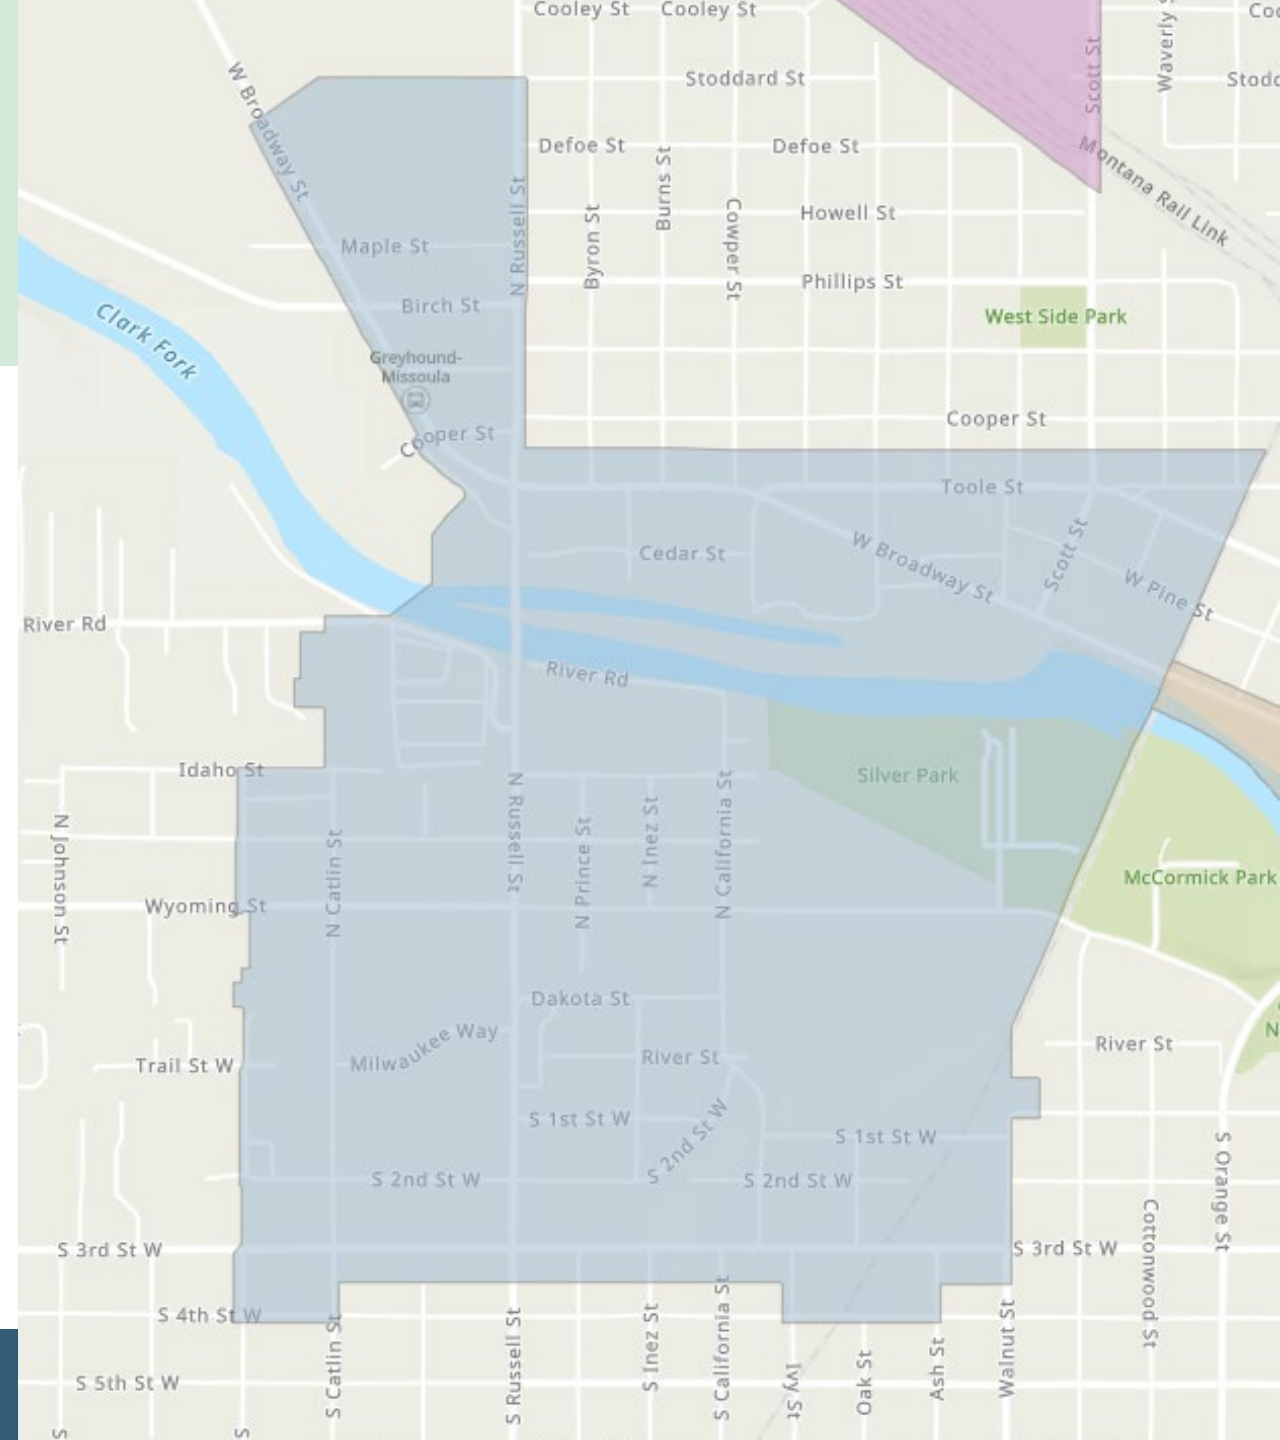 Cooley St
Cooley St
W Broadway St
Stoddard St
Scott St
Defoe St
Burns St
Defoe St
Montana Rail Link
N Russell St
Byron St
Cowper St
Howell St
Maple St
Phillips St
Birch St
West Side Park
Clark Fork
Greyhound-
Missoula
Cooper St
Cooper St
Toole St
Cedar St
W Broadway St
Scott St
W Pine St
River Rd
River Rd
Idaho St
Silver Park
N Johnson St
N Catlin St
N Russell St
N Prince St
N Inez St
N California St
McCormick Park
Wyoming St
Dakota St
Milwaukee Way
River St
River St
Trail St W
S 1st St W
S 1st St W
S 2nd St W
S 2nd St W
S 2nd St W
S Orange St
S 3rd St W
S 3rd St W
Cottonwood St
S 4th St W
S Catlin St
S Russell St
S Inez St
S California St
Ivy St
Oak St
Ash St
Walnut St
S 5th St W